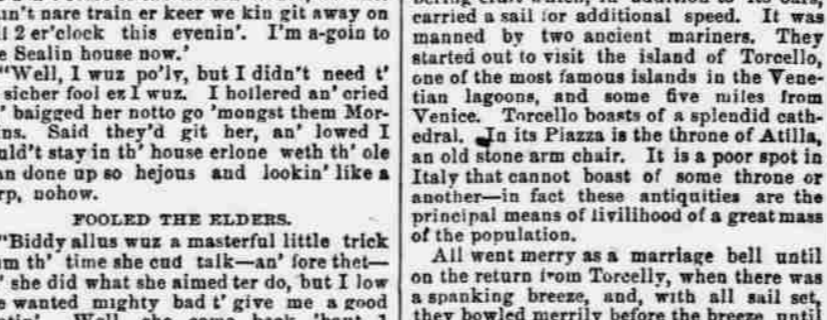 un't nare train er keer we kin git away on
ll 2 er'clock this evenin'. I'm a-goin to
e Sealin house now.'
"Well, I wuz po'ly, but I didn't need t'
sicher fool ez I wuz. I hollered an' cried
' baigged her notto go 'mongst them Mor-
ns. Said they'd git her, an' lowed I
uld't stay in th' house erlone weth th' ole
an done up so hejous and lookin' like a
rp, nohow.
FOOLED THE ELDERS.
"Biddy allus wuz a masterful little trick
um th' time she cud talk—an' fore thet—
' she did what she aimed ter do, but I low
e wanted mighty bad t' give me a good
Well, she come back 'bout 1
carried a sail for additional speed. It was
manned by two ancient mariners. They
started out to visit the island of Torcello,
one of the most famous islands in the Vene-
tian lagoons, and some five miles from
Venice. Torcello boasts of a splendid cath-
edral. In its Piazza is the throne of Atilla,
an old stone arm chair. It is a poor spot in
Italy that cannot boast of some throne or
another—in fact these antiquities are the
principal means of livilihood of a great mass
of the population.
All went merry as a marriage bell until
on the return from Torcelly, when there was
a spanking breeze, and, with all sail set,
they bowled merrily before the breeze until